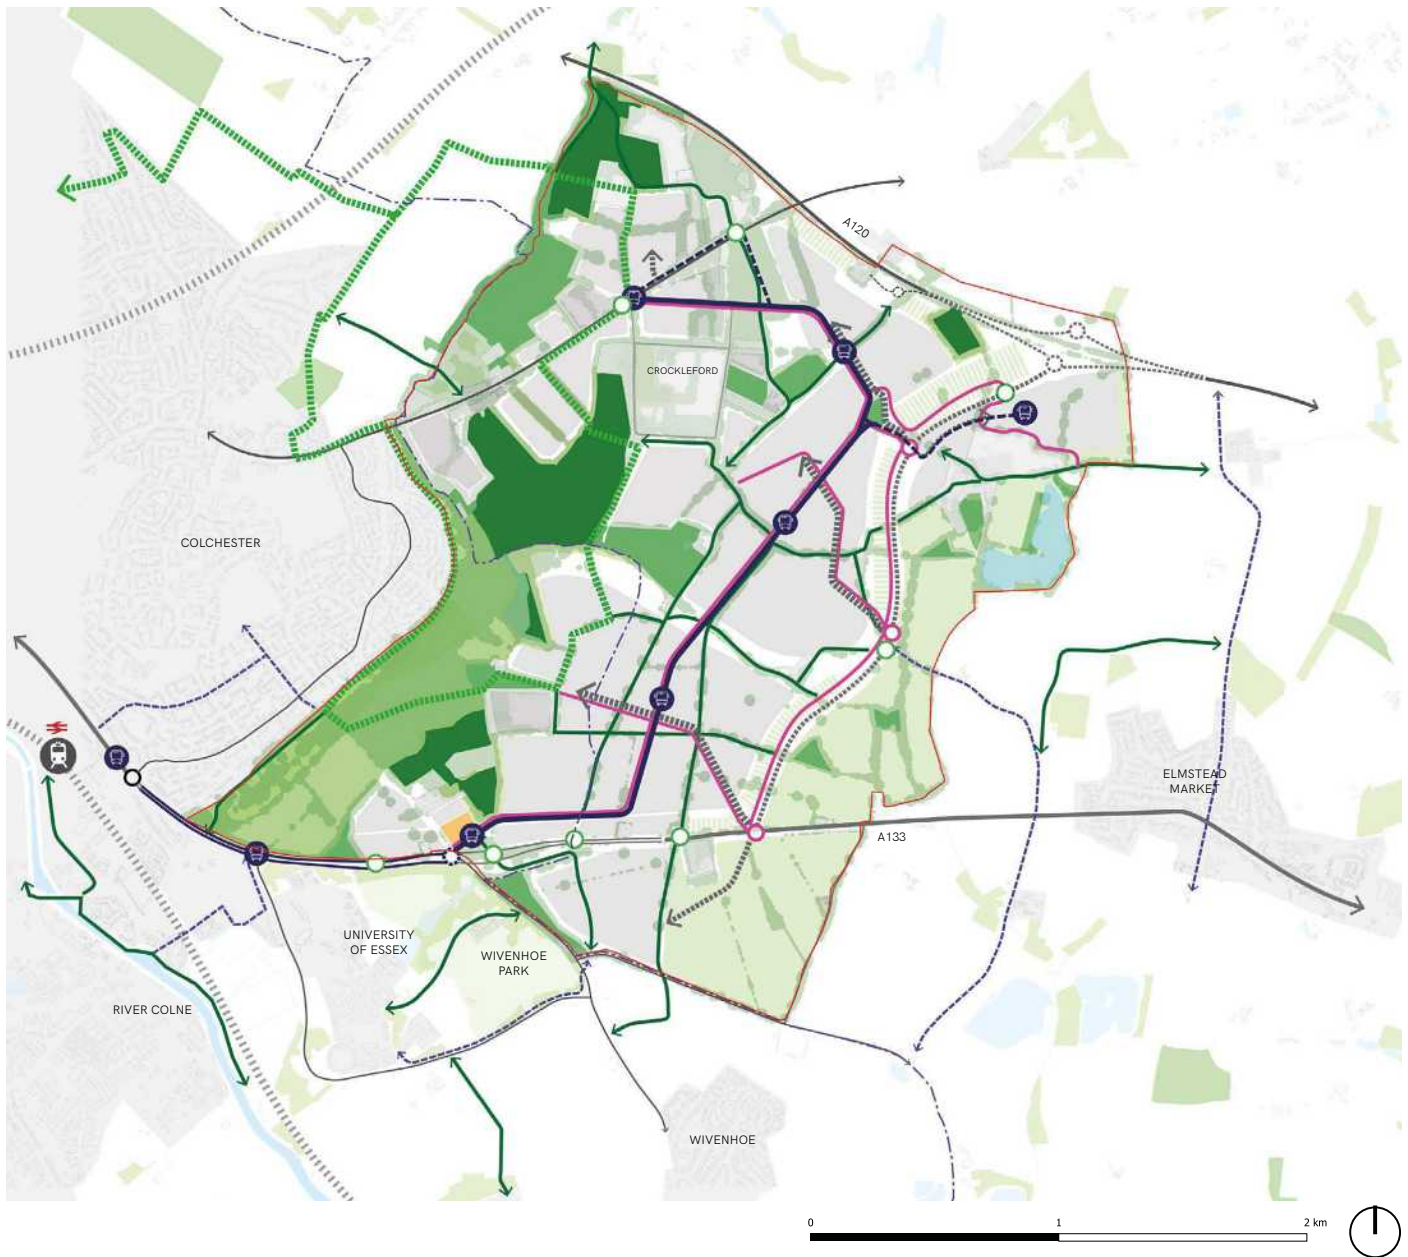 A120
CROCKLEFORD
COLCHESTER
ELMSTEAD
MARKET
A133
UNIVERSITY
OF ESSEX
WIVENHOE
PARK
RIVER COLNE
WIVENHOE
0
1
2 km